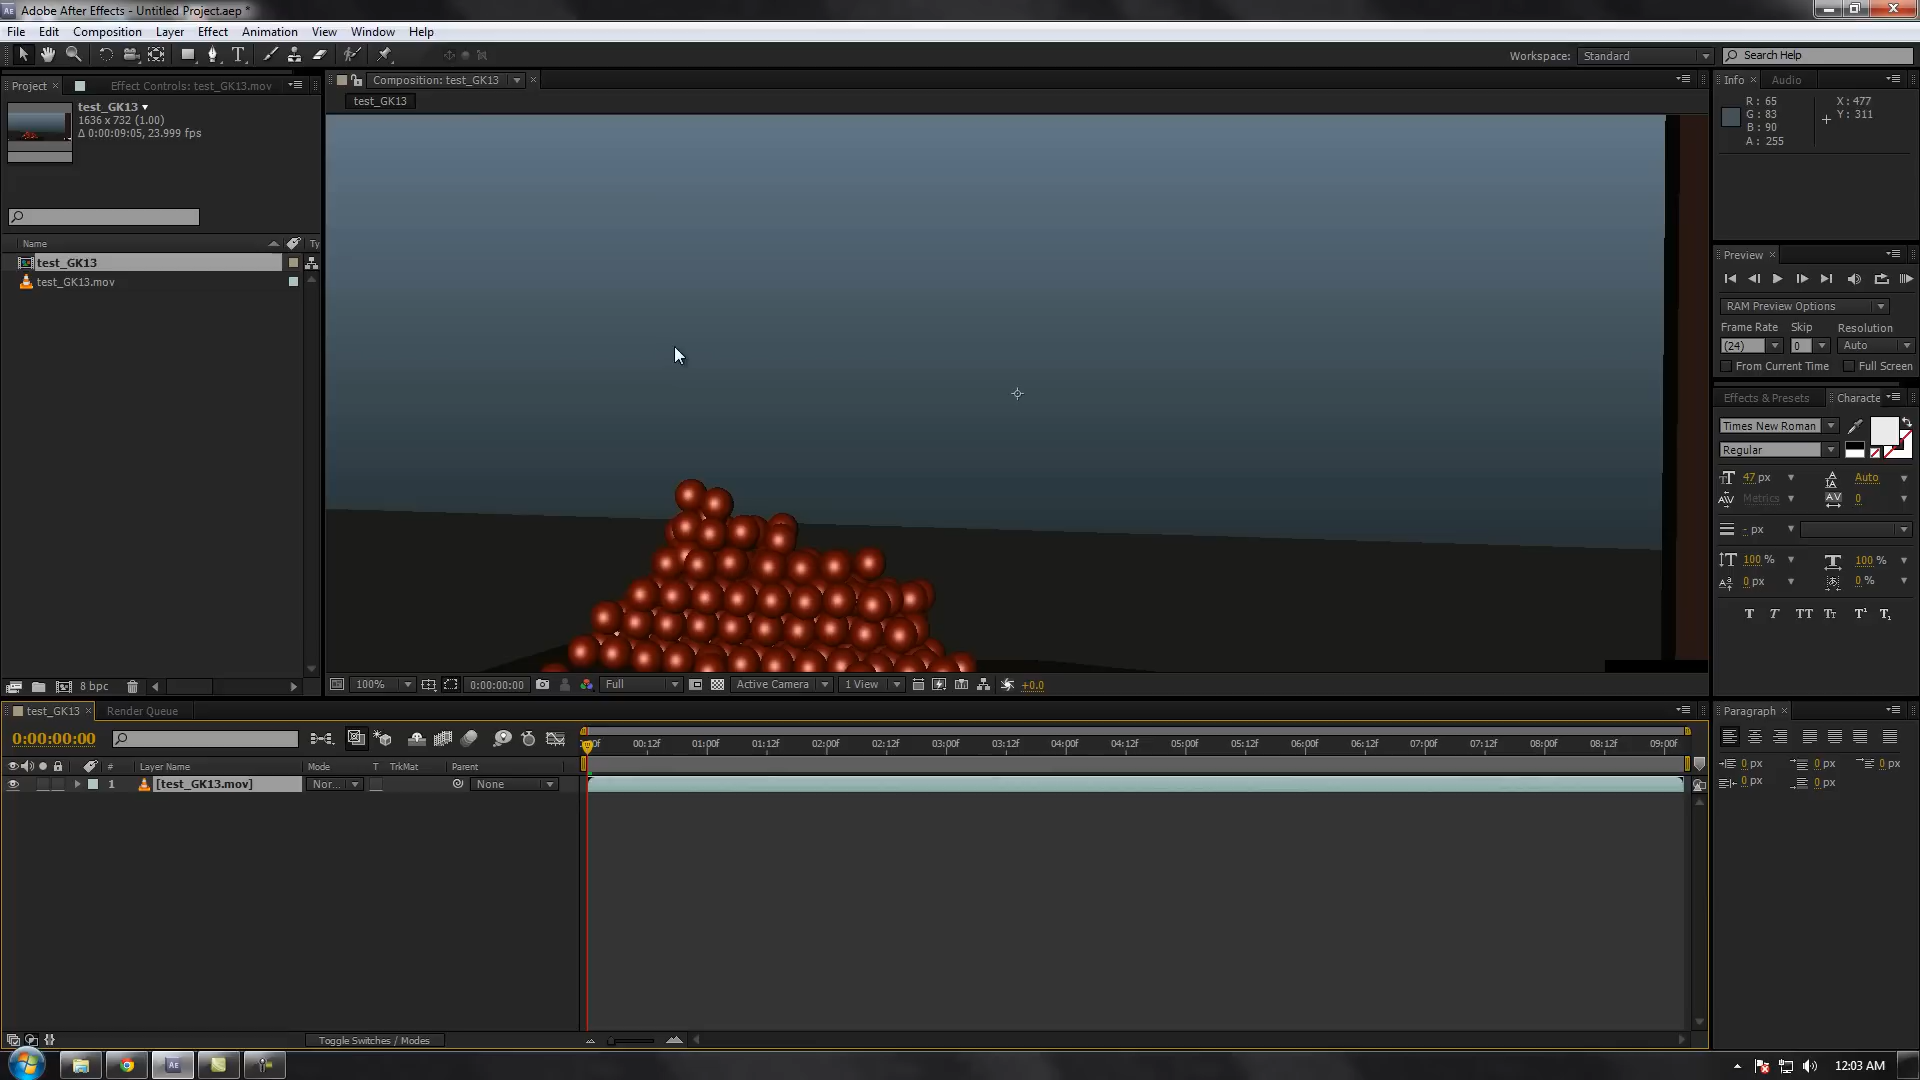 Adobe After Effects - Untitled Project.aep *
File Edit Composition Layer Effect Animation View Window Help
Workspace: Standard Search Help
Project Effect Controls: test_GK13.mov
Composition: test_GK13
Info Audio
test_GK13
test_GK13
1636 x 732 (1.00)
Δ 0:00:09:05, 23.999 fps
R: 65
G: 83
B: 90
A: 255
X: 477
Y: 311
Name Ty
test_GK13
test_GK13.mov
Preview
RAM Preview Options
Frame Rate Skip Resolution
(24) 0 Auto
From Current Time Full Screen
Effects & Presets Characte
Times New Roman
Regular
47 px Auto
Metrics 0
- px
100 % 100 %
0 px 0 %
T T TT Tr T¹ T₁
8 bpc
100% 0:00:00:00 Full Active Camera 1 View +0.0
test_GK13 Render Queue
0:00:00:00
00f 00:12f 01:00f 01:12f 02:00f 02:12f 03:00f 03:12f 04:00f 04:12f 05:00f 05:12f 06:00f 06:12f 07:00f 07:12f 08:00f 08:12f 09:00f
# Layer Name Mode T TrkMat Parent
1 [test_GK13.mov] Nor... None
Paragraph
0 px 0 px 0 px
0 px 0 px
Toggle Switches / Modes
12:03 AM